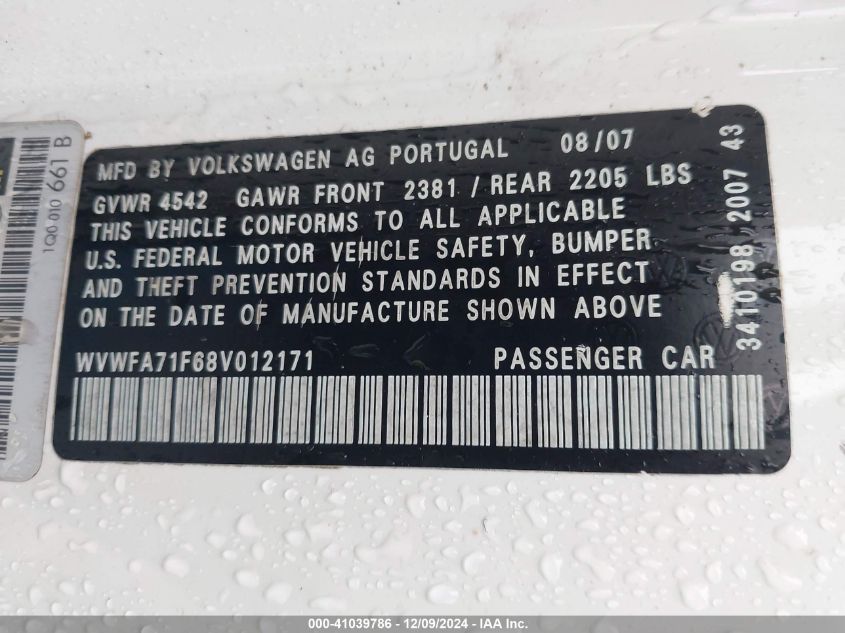 MFD BY VOLKSWAGEN AG PORTUGAL 08/07
GVWR 4542 GAWR FRONT 2381 / REAR 2205 LBS
THIS VEHICLE CONFORMS TO ALL APPLICABLE
U.S. FEDERAL MOTOR VEHICLE SAFETY, BUMPER
AND THEFT PREVENTION STANDARDS IN EFFECT
ON THE DATE OF MANUFACTURE SHOWN ABOVE
WVWFA71F68V012171 PASSENGER CAR
3410198 2007 43
1Q0 010 661 B
000-41039786 - 12/09/2024 - IAA Inc.